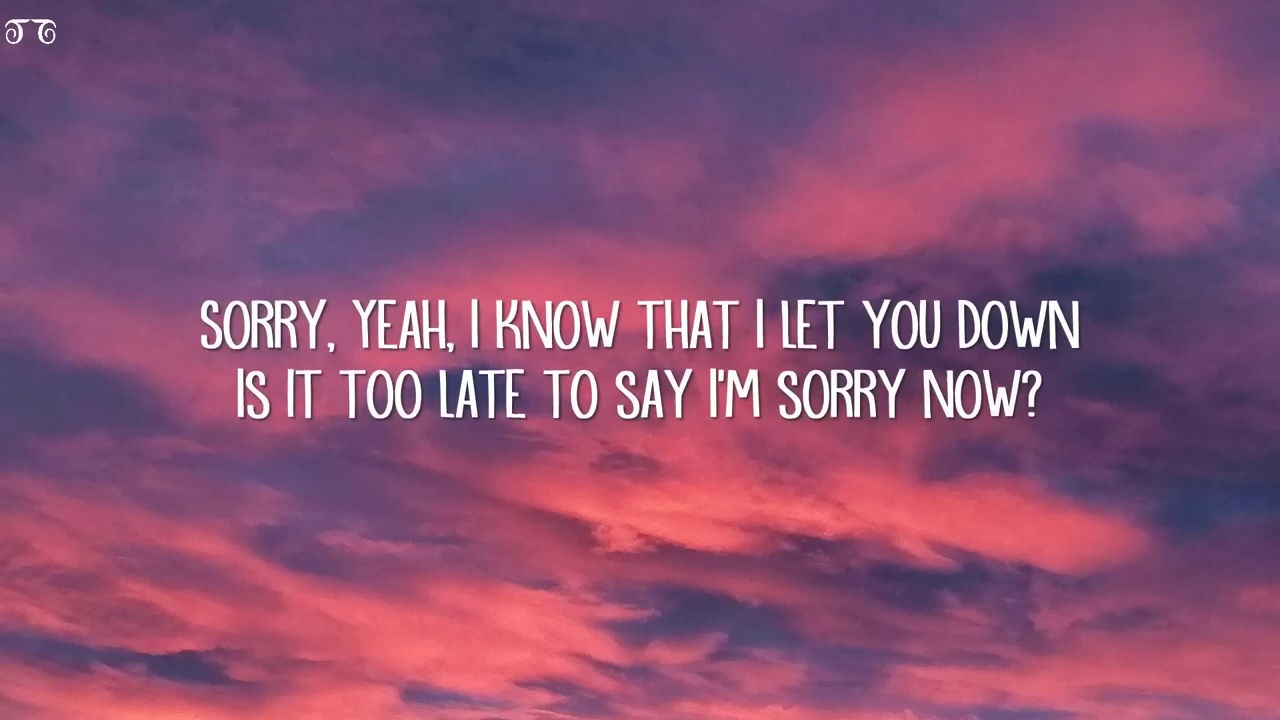 SORRY, YEAH, I KNOW THAT I LET YOU DOWN
IS IT TOO LATE TO SAY I'M SORRY NOW?